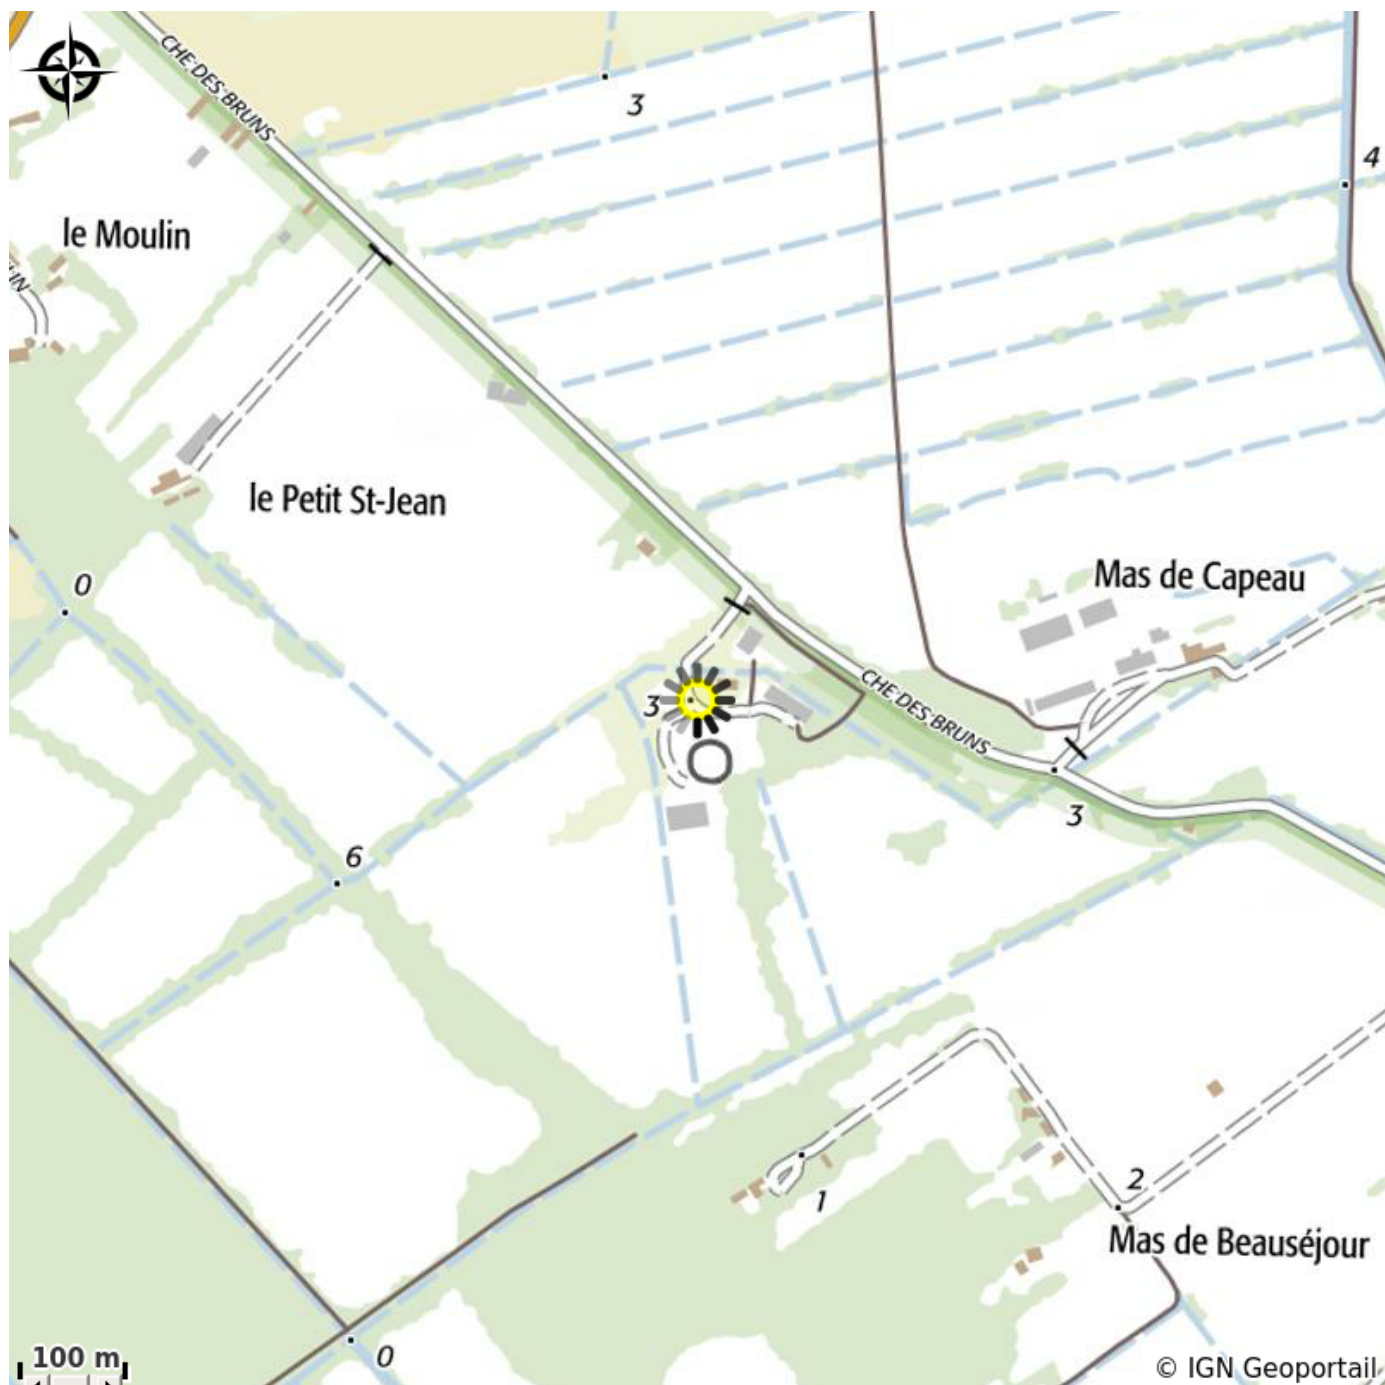 CHE DES BRUNS
3
4
le Moulin
le Petit St-Jean
Mas de Capeau
0
CHE DES BRUNS
3
3
6
2
1
Mas de Beauséjour
0
100 m
© IGN Geoportail